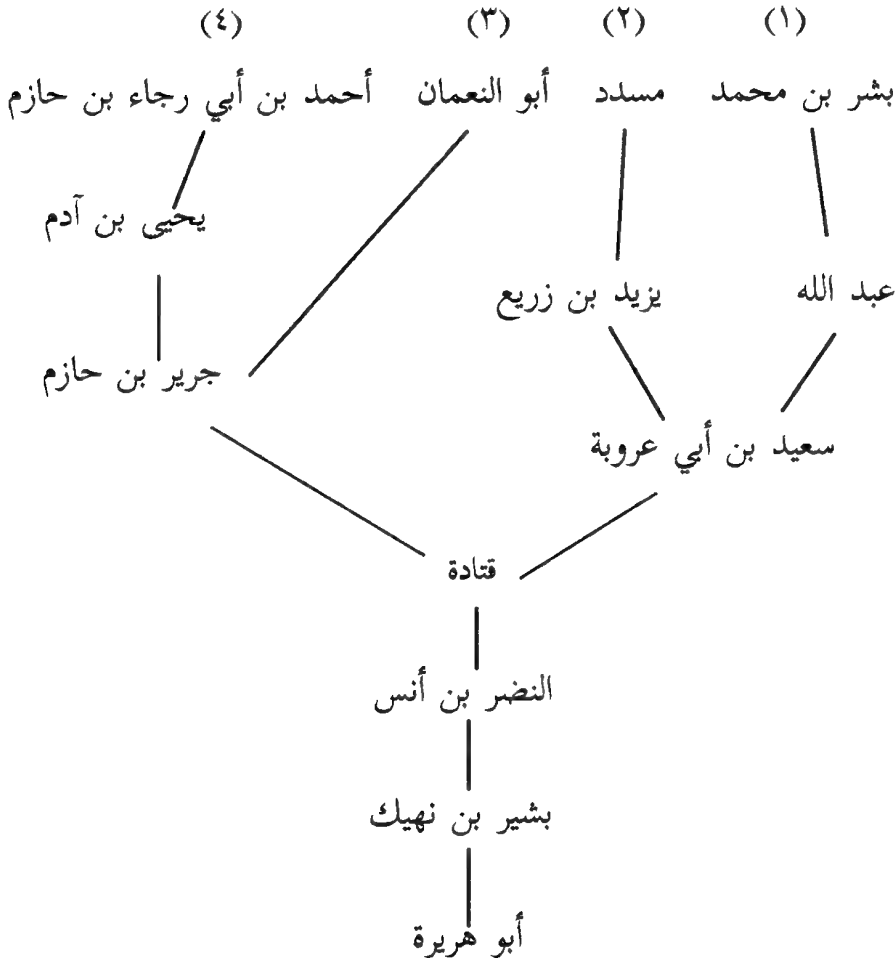 (١) (٢) (٣) (٤)
بشر بن محمد مسدد أبو النعمان أحمد بن أبي رجاء بن حازم
يحيى بن آدم
عبد الله يزيد بن زريع
جرير بن حازم
سعيد بن أبي عروبة
قتادة
النضر بن أنس
بشير بن نهيك
أبو هريرة